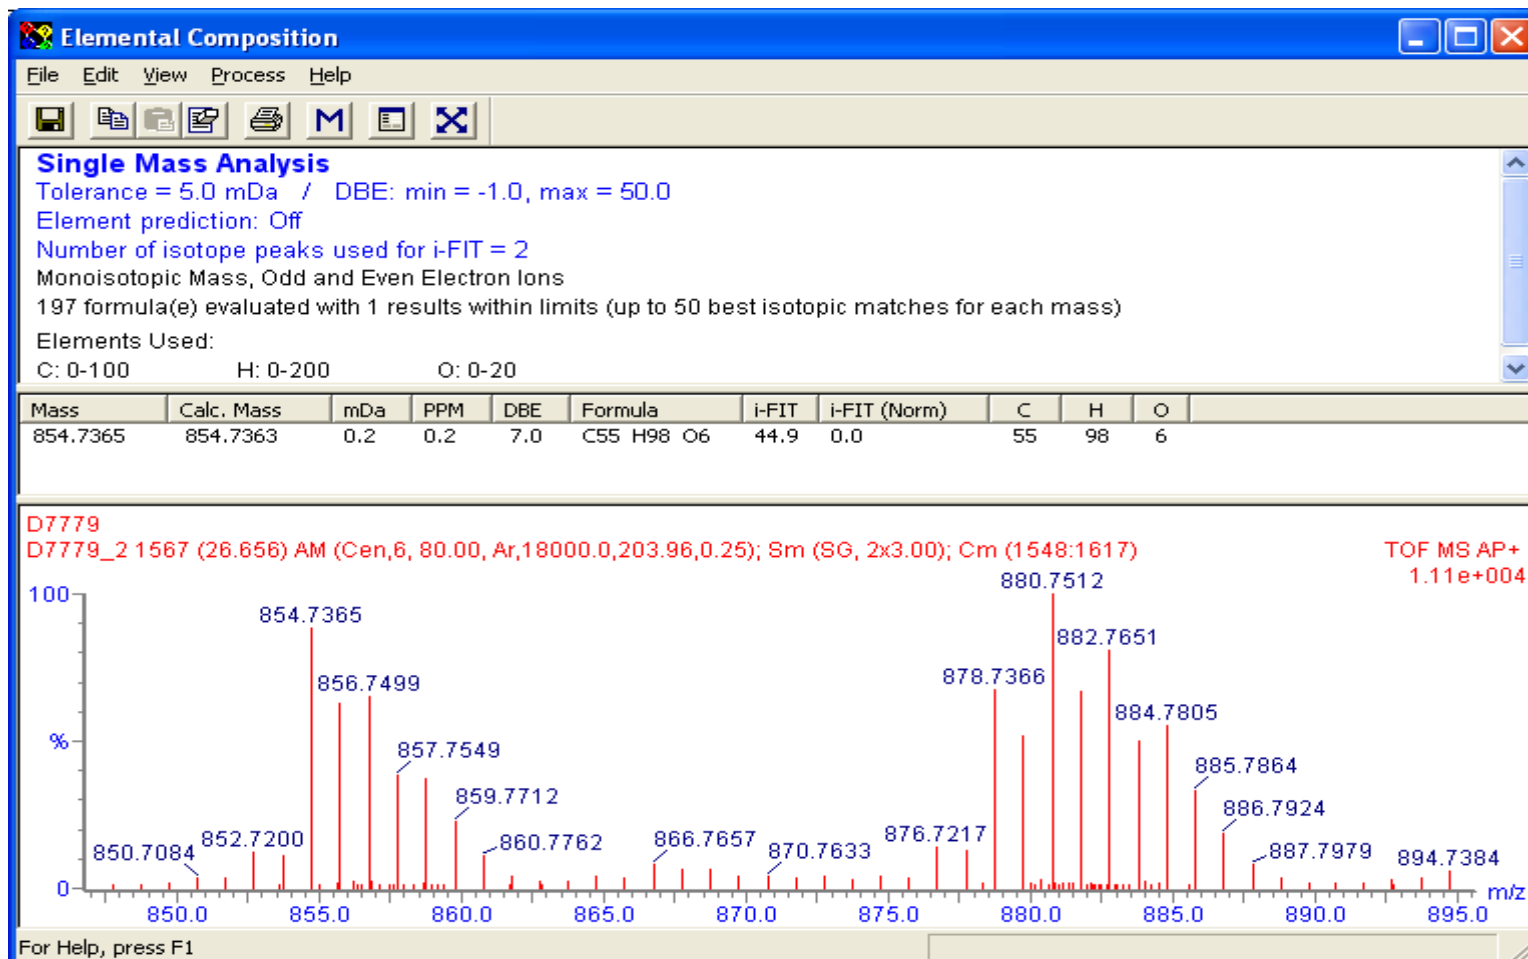 Elemental Composition
File Edit View Process Help
M
Single Mass Analysis
Tolerance = 5.0 mDa / DBE: min = -1.0, max = 50.0
Element prediction: Off
Number of isotope peaks used for i-FIT = 2
Monoisotopic Mass, Odd and Even Electron Ions
197 formula(e) evaluated with 1 results within limits (up to 50 best isotopic matches for each mass)
Elements Used:
C: 0-100 H: 0-200 O: 0-20
Mass Calc. Mass mDa PPM DBE Formula i-FIT i-FIT (Norm) C H O
854.7365 854.7363 0.2 0.2 7.0 C55 H98 O6 44.9 0.0 55 98 6
D7779
D7779_2 1567 (26.656) AM (Cen,6, 80.00, Ar,18000.0,203.96,0.25); Sm (SG, 2x3.00); Cm (1548:1617) TOF MS AP+
1.11e+004
880.7512
100
854.7365
882.7651
878.7366
856.7499
884.7805
%
857.7549
885.7864
859.7712
886.7924
850.7084 852.7200 860.7762 866.7657 870.7633 876.7217 887.7979 894.7384
0
m/z
850.0 855.0 860.0 865.0 870.0 875.0 880.0 885.0 890.0 895.0
For Help, press F1